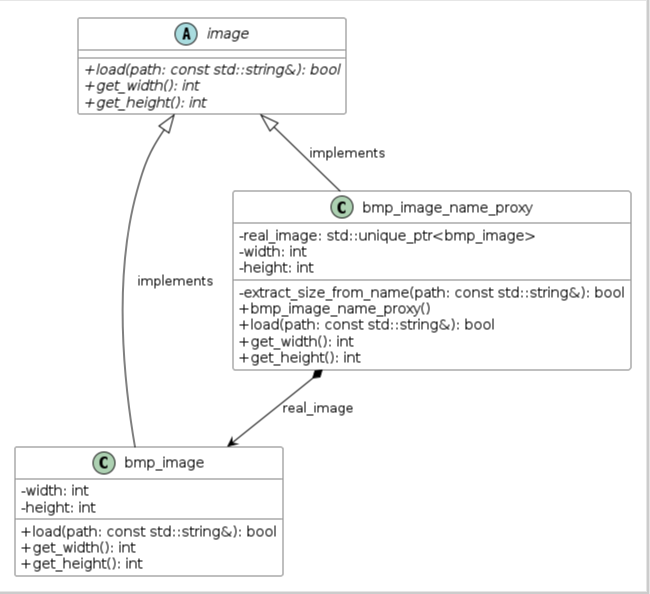 A image
+load(path: const std::string&): bool
+get_width(): int
+get_height(): int
implements
C bmp_image_name_proxy
-real_image: std::unique_ptr<bmp_image>
-width: int
-height: int
-extract_size_from_name(path: const std::string&): bool
+bmp_image_name_proxy()
+load(path: const std::string&): bool
+get_width(): int
+get_height(): int
implements
real_image
C bmp_image
-width: int
-height: int
+load(path: const std::string&): bool
+get_width(): int
+get_height(): int